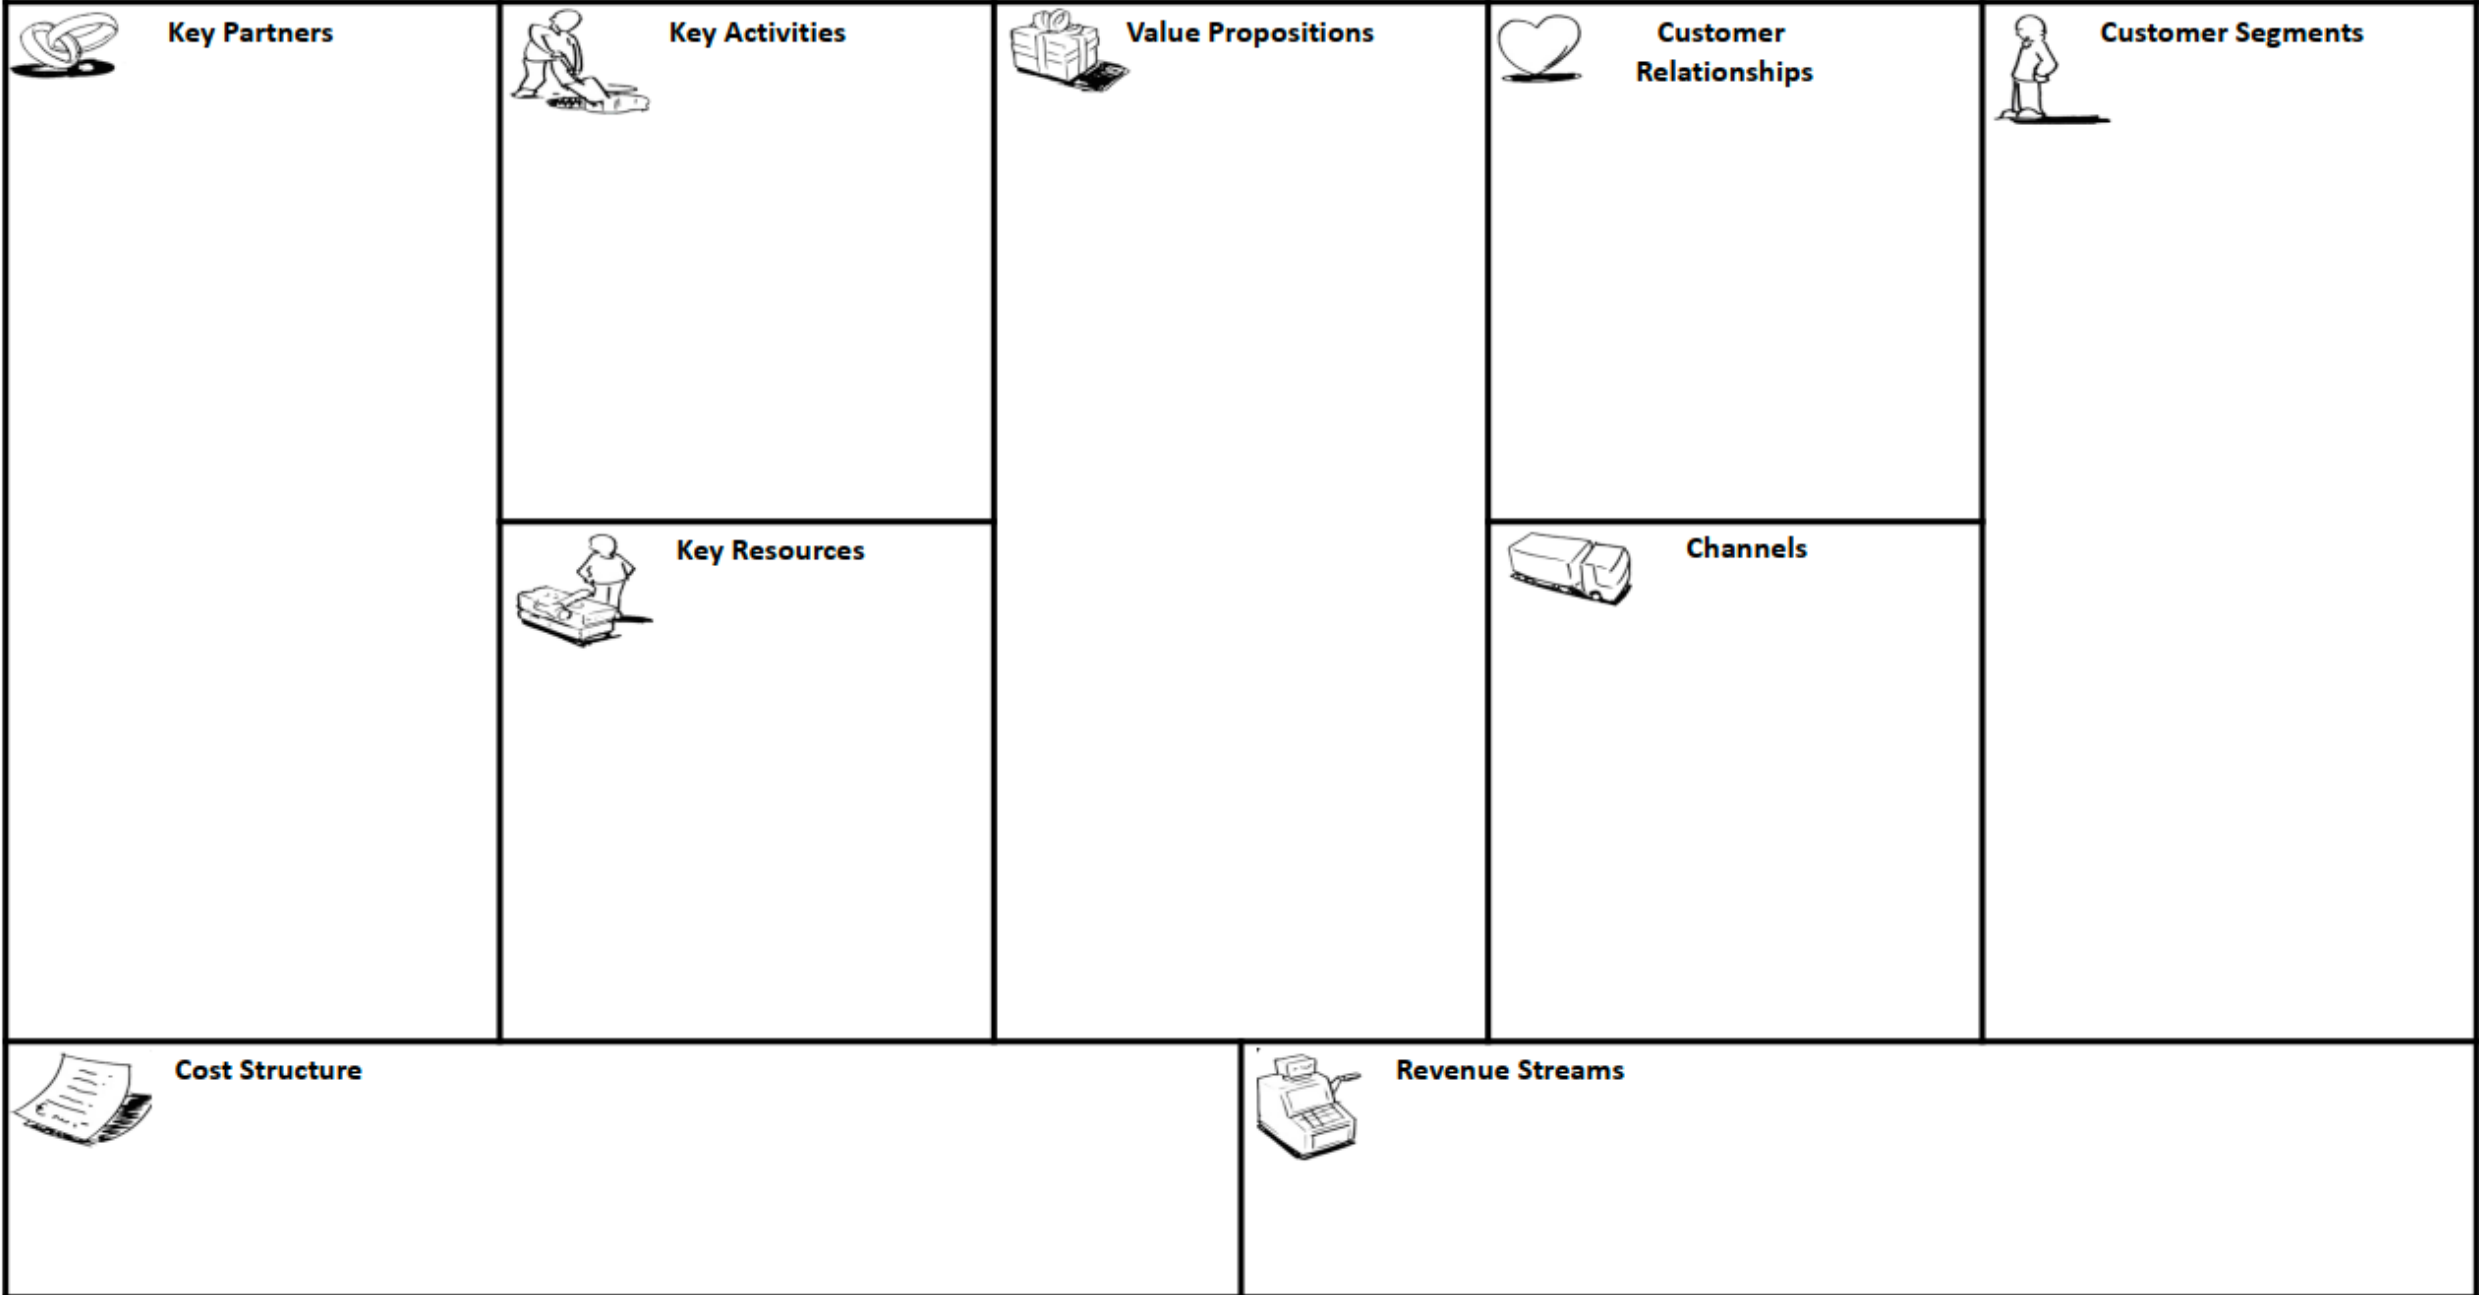 Key Partners
Key Activities
Value Propositions
Customer
Relationships
Customer Segments
Key Resources
Channels
Cost Structure
Revenue Streams